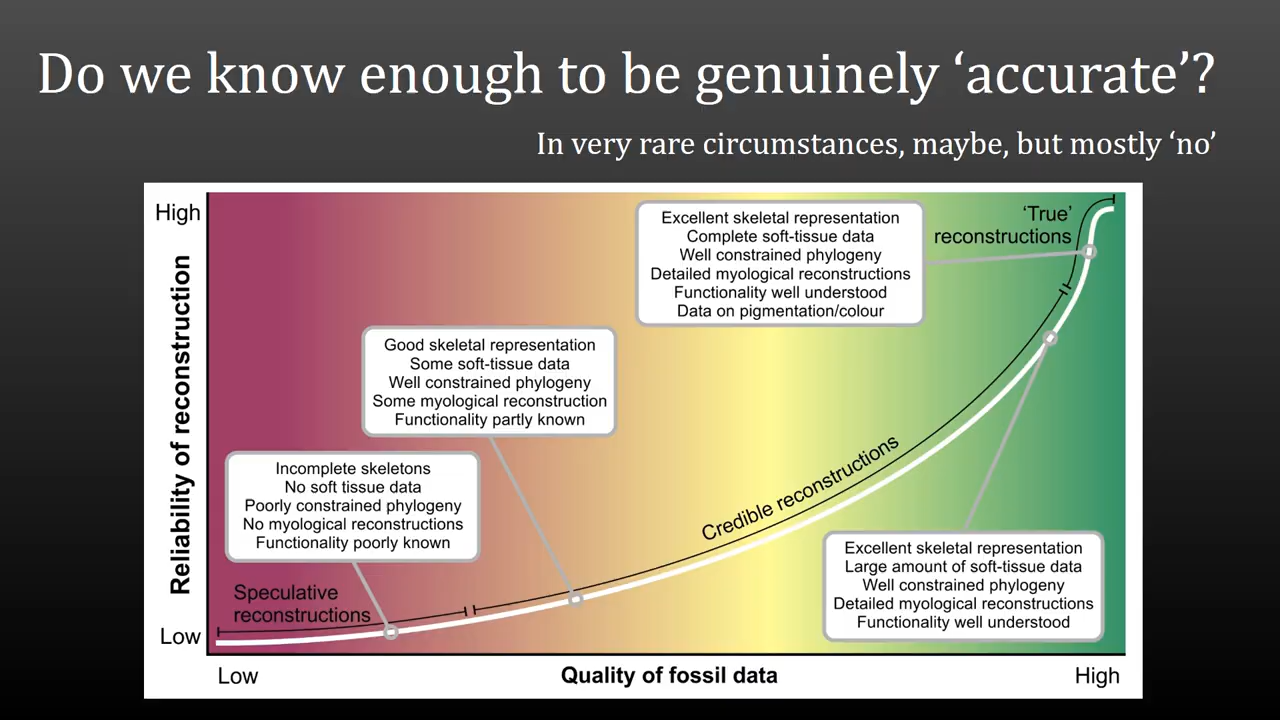 Do we know enough to be genuinely ‘accurate’?
In very rare circumstances, maybe, but mostly ‘no’
High
Reliability of reconstruction
Low
Excellent skeletal representation
Complete soft-tissue data
Well constrained phylogeny
Detailed myological reconstructions
Functionality well understood
Data on pigmentation/colour
‘True’
reconstructions
Good skeletal representation
Some soft-tissue data
Well constrained phylogeny
Some myological reconstruction
Functionality partly known
Incomplete skeletons
No soft tissue data
Poorly constrained phylogeny
No myological reconstructions
Functionality poorly known
Credible reconstructions
Speculative
reconstructions
Excellent skeletal representation
Large amount of soft-tissue data
Well constrained phylogeny
Detailed myological reconstructions
Functionality well understood
Low
Quality of fossil data
High